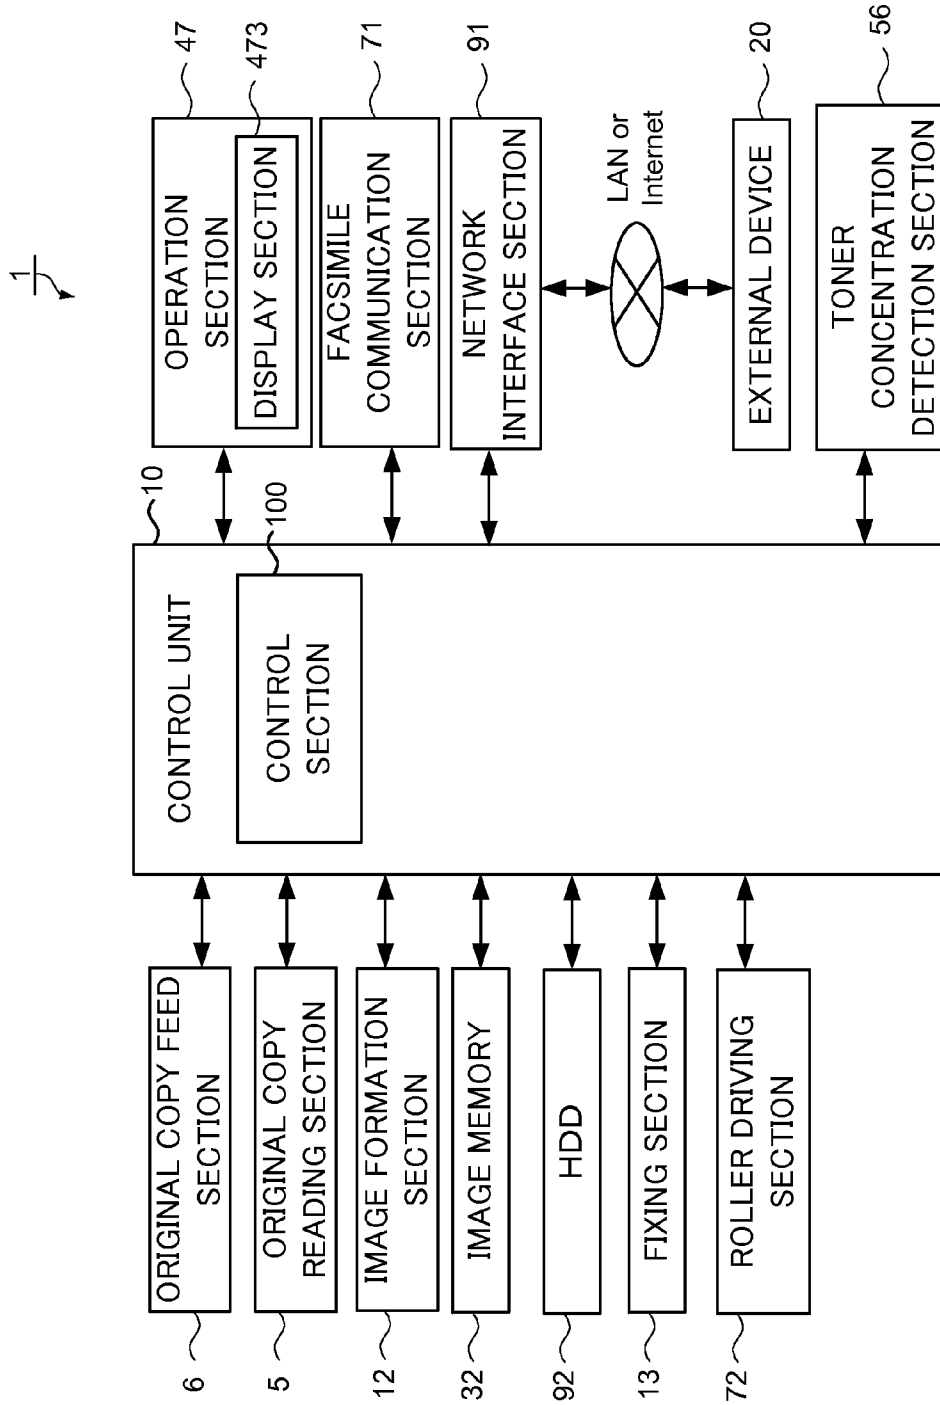 1
ORIGINAL COPY FEED
SECTION
6
ORIGINAL COPY
READING SECTION
5
IMAGE FORMATION
SECTION
12
IMAGE MEMORY
32
HDD
92
FIXING SECTION
13
ROLLER DRIVING
SECTION
72
CONTROL UNIT
10
CONTROL
SECTION
100
OPERATION
SECTION
47
DISPLAY SECTION
473
FACSIMILE
COMMUNICATION
SECTION
71
NETWORK
INTERFACE SECTION
91
LAN or
Internet
EXTERNAL DEVICE
20
TONER
CONCENTRATION
DETECTION SECTION
56